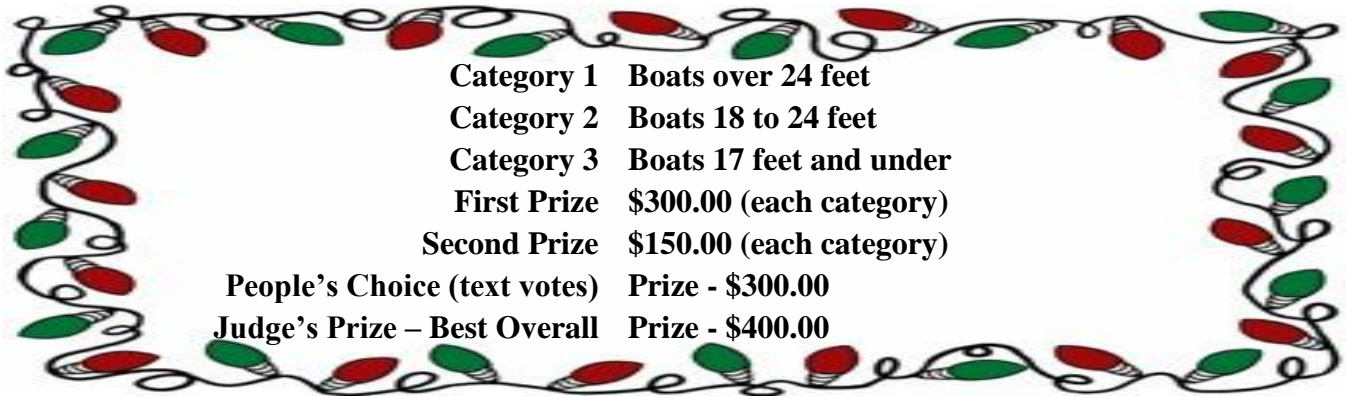 Category 1 Boats over 24 feet
Category 2 Boats 18 to 24 feet
Category 3 Boats 17 feet and under
First Prize $300.00 (each category)
Second Prize $150.00 (each category)
People’s Choice (text votes) Prize - $300.00
Judge’s Prize – Best Overall Prize - $400.00